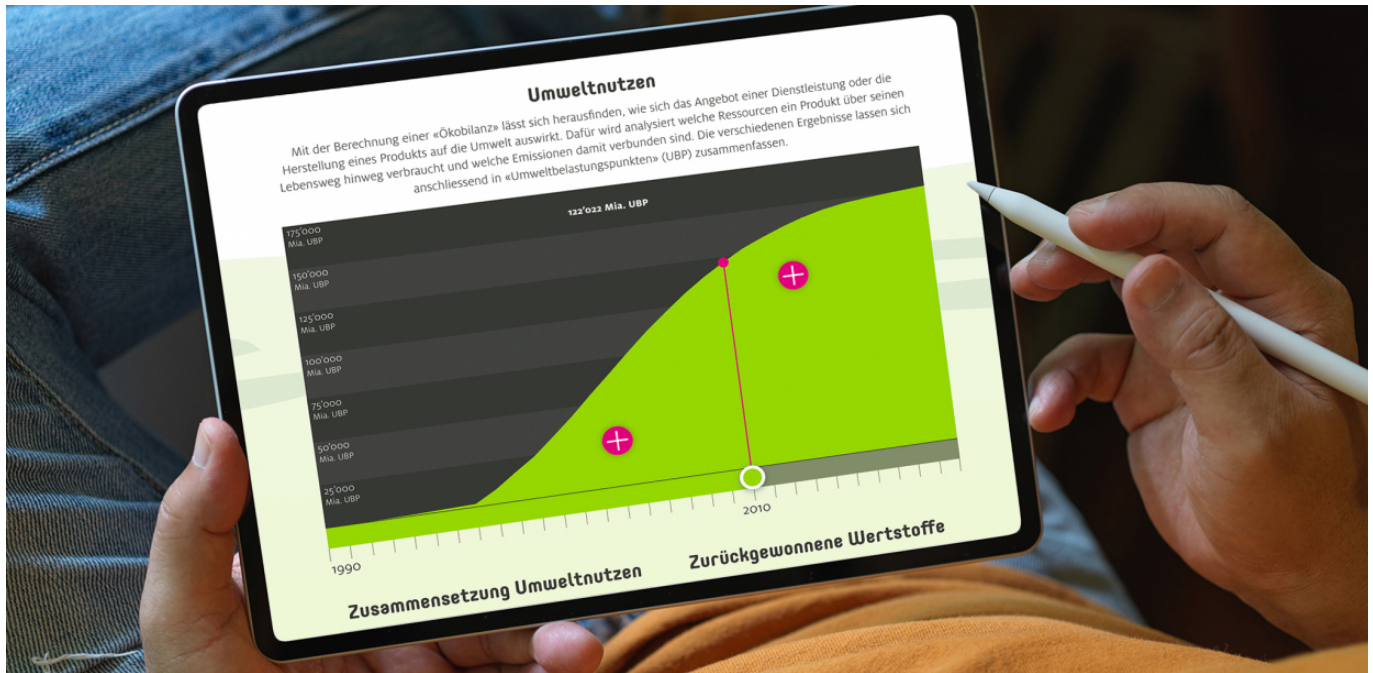 Umweltnutzen
Mit der Berechnung einer «Ökobilanz» lässt sich herausfinden, wie sich das Angebot einer Dienstleistung oder die
Herstellung eines Produkts auf die Umwelt auswirkt. Dafür wird analysiert welche Ressourcen ein Produkt über seinen
Lebensweg hinweg verbraucht und welche Emissionen damit verbunden sind. Die verschiedenen Ergebnisse lassen sich
anschliessend in «Umweltbelastungspunkten» (UBP) zusammenfassen.
122'022 Mia. UBP
175'000
Mia. UBP
150'000
Mia. UBP
125'000
Mia. UBP
100'000
Mia. UBP
75'000
Mia. UBP
50'000
Mia. UBP
25'000
Mia. UBP
1990
2010
Zusammensetzung Umweltnutzen
Zurückgewonnene Wertstoffe